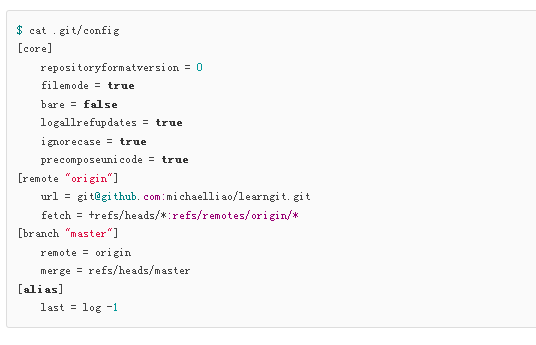 $ cat .git/config
[core]
repositoryformatversion = 0
filemode = true
bare = false
logallrefupdates = true
ignorecase = true
precomposeunicode = true
[remote "origin"]
url = git@github.com:michaelliao/learngit.git
fetch = +refs/heads/*:refs/remotes/origin/*
[branch "master"]
remote = origin
merge = refs/heads/master
[alias]
last = log -1